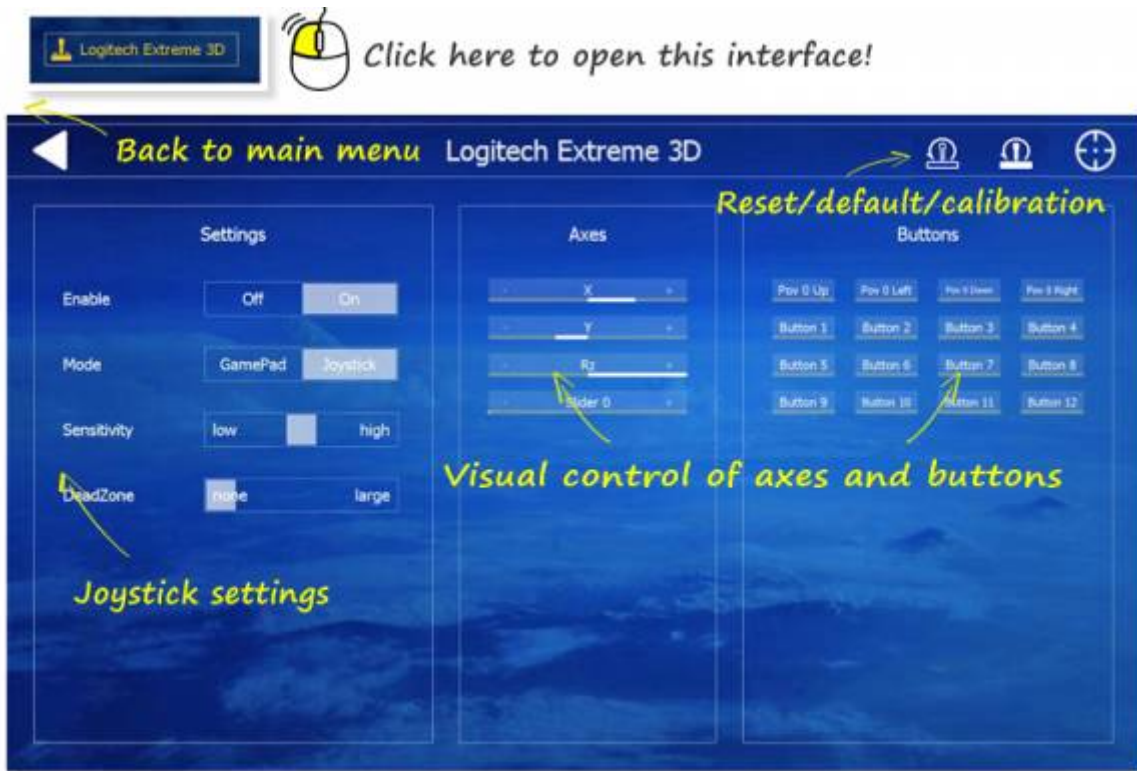 Logitech Extreme 3D
Click here to open this interface!
Back to main menu
Logitech Extreme 3D
Reset/default/calibration
Settings
Axes
Buttons
Enable
Off
On
X
Pov 0 Up
Pov 0 Left
Pov 0 Down
Pov 0 Right
Y
Button 1
Button 2
Button 3
Button 4
Mode
GamePad
Joystick
Rz
Button 5
Button 6
Button 7
Button 8
Slider 0
Button 9
Button 10
Button 11
Button 12
Sensitivity
low
high
Visual control of axes and buttons
DeadZone
none
large
Joystick settings